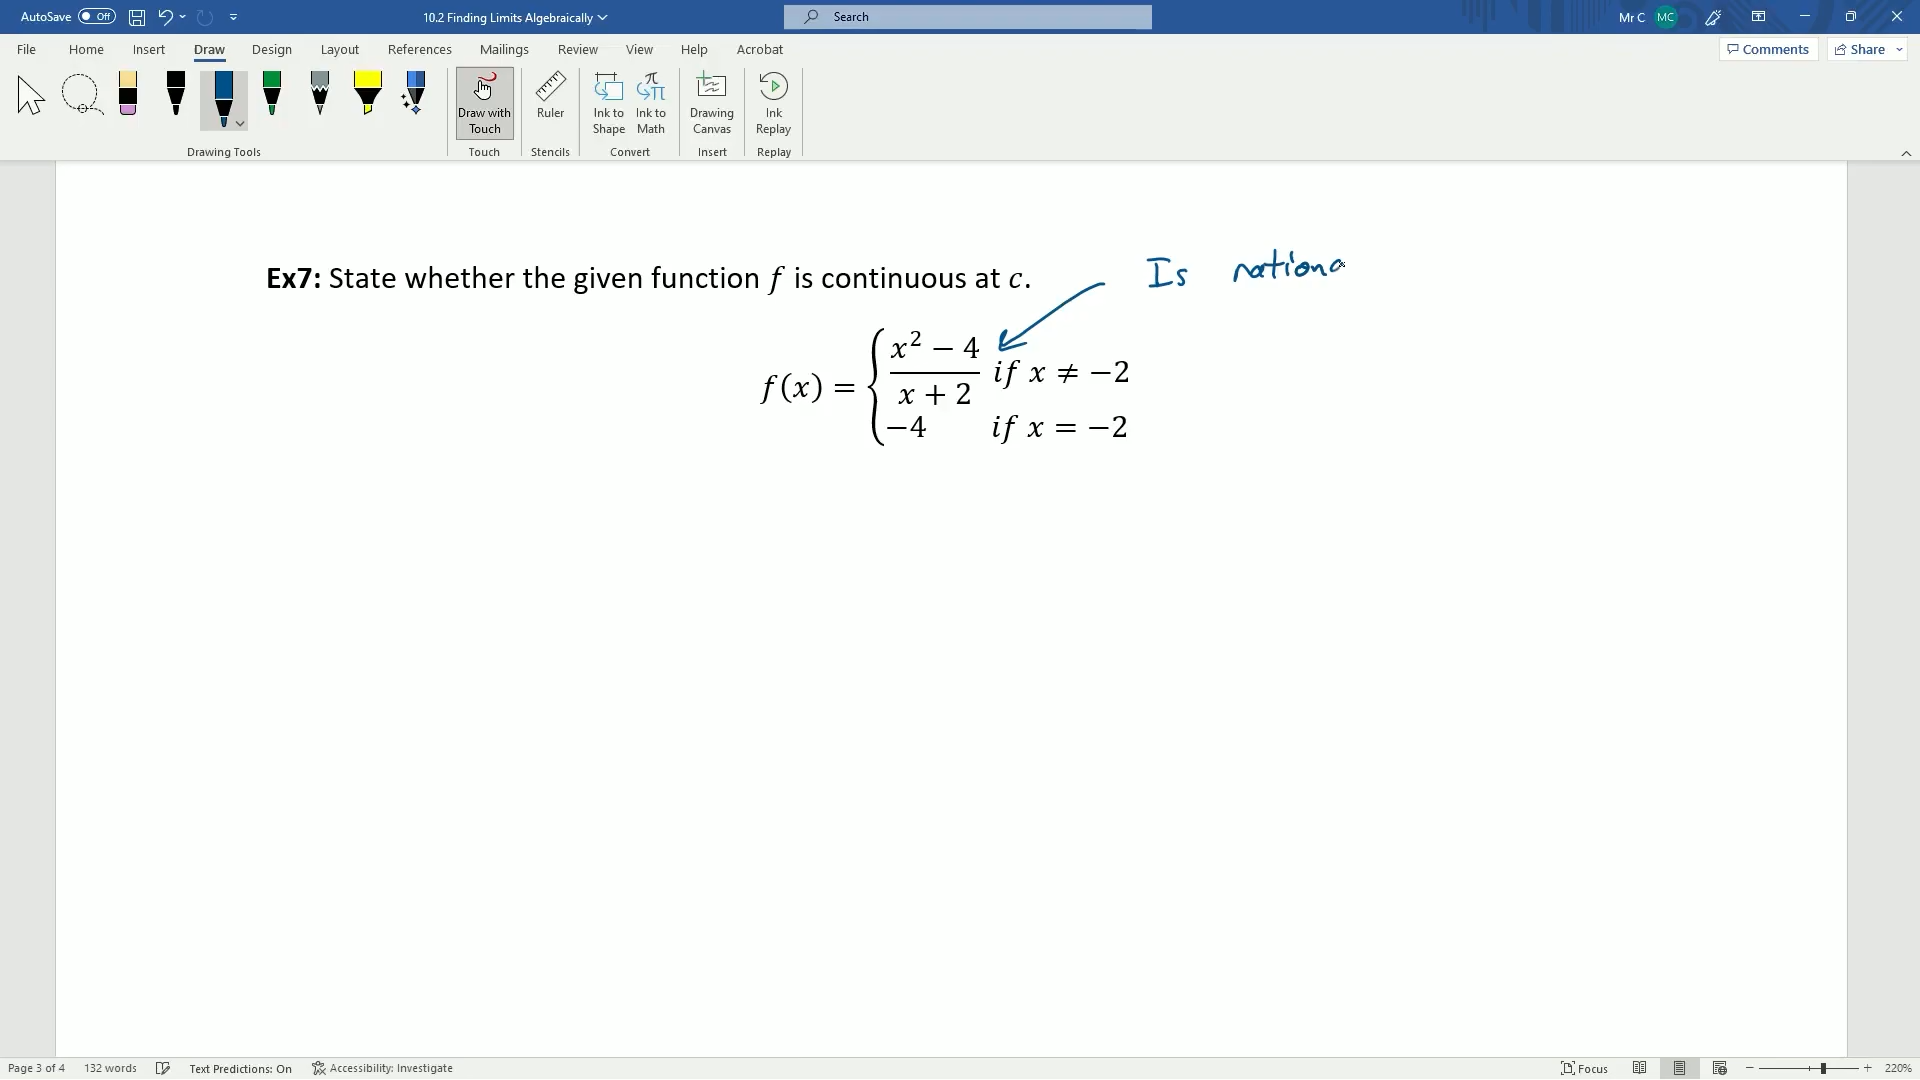 AutoSave Off 10.2 Finding Limits Algebraically Search Mr C MC
File Home Insert Draw Design Layout References Mailings Review View Help Acrobat Comments Share
Draw with Touch Ruler Ink to Shape Ink to Math Drawing Canvas Ink Replay
Drawing Tools Touch Stencils Convert Insert Replay
Ex7: State whether the given function f is continuous at c. Is rationa
f(x) = { (x² − 4)/(x + 2) if x ≠ −2
−4 if x = −2
Page 3 of 4 132 words Text Predictions: On Accessibility: Investigate Focus 220%